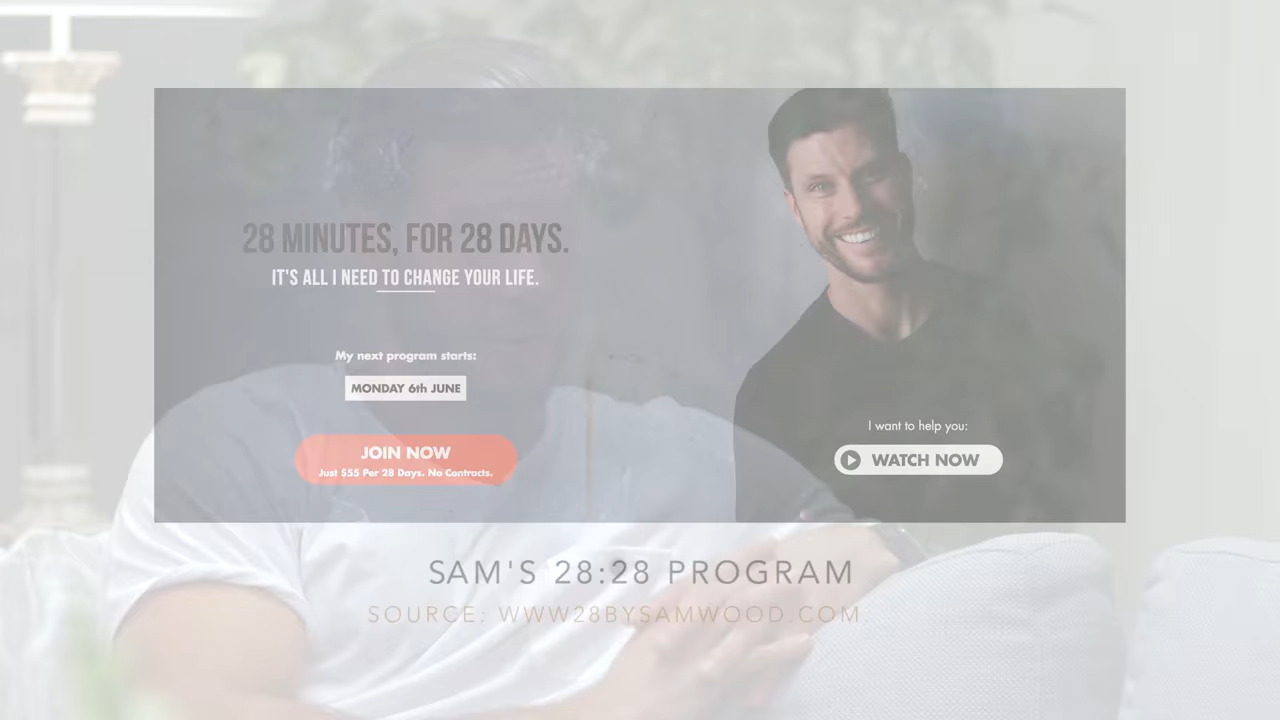 28 MINUTES, FOR 28 DAYS.
IT'S ALL I NEED TO CHANGE YOUR LIFE.
My next program starts:
MONDAY 6th JUNE
JOIN NOW
Just $55 Per 28 Days. No Contracts.
I want to help you:
WATCH NOW
SAM'S 28:28 PROGRAM
SOURCE: WWW28BYSAMWOOD.COM